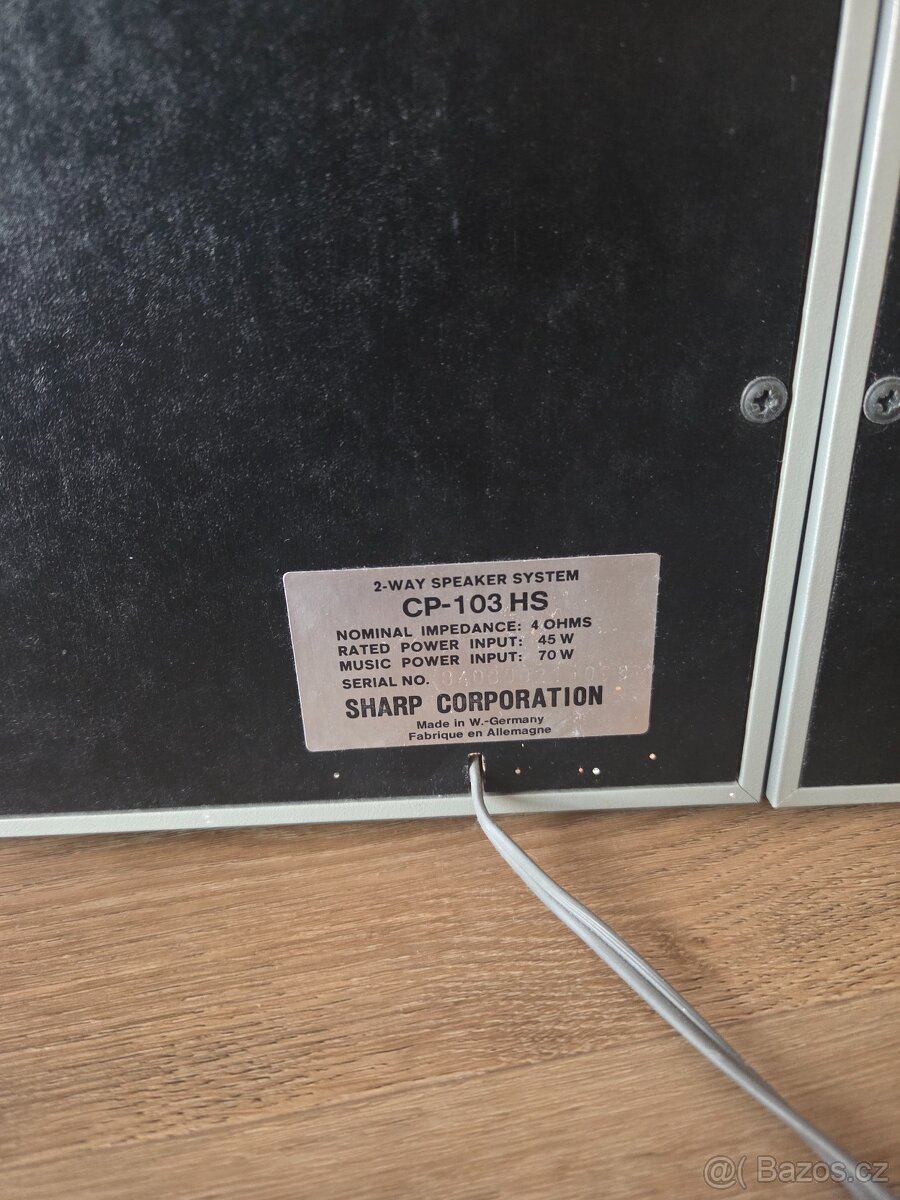 2-WAY SPEAKER SYSTEM
CP-103 HS
NOMINAL IMPEDANCE: 4 OHMS
RATED POWER INPUT: 45 W
MUSIC POWER INPUT: 70 W
SERIAL NO.
SHARP CORPORATION
Made in W.-Germany
Fabrique en Allemagne
@( Bazos.cz